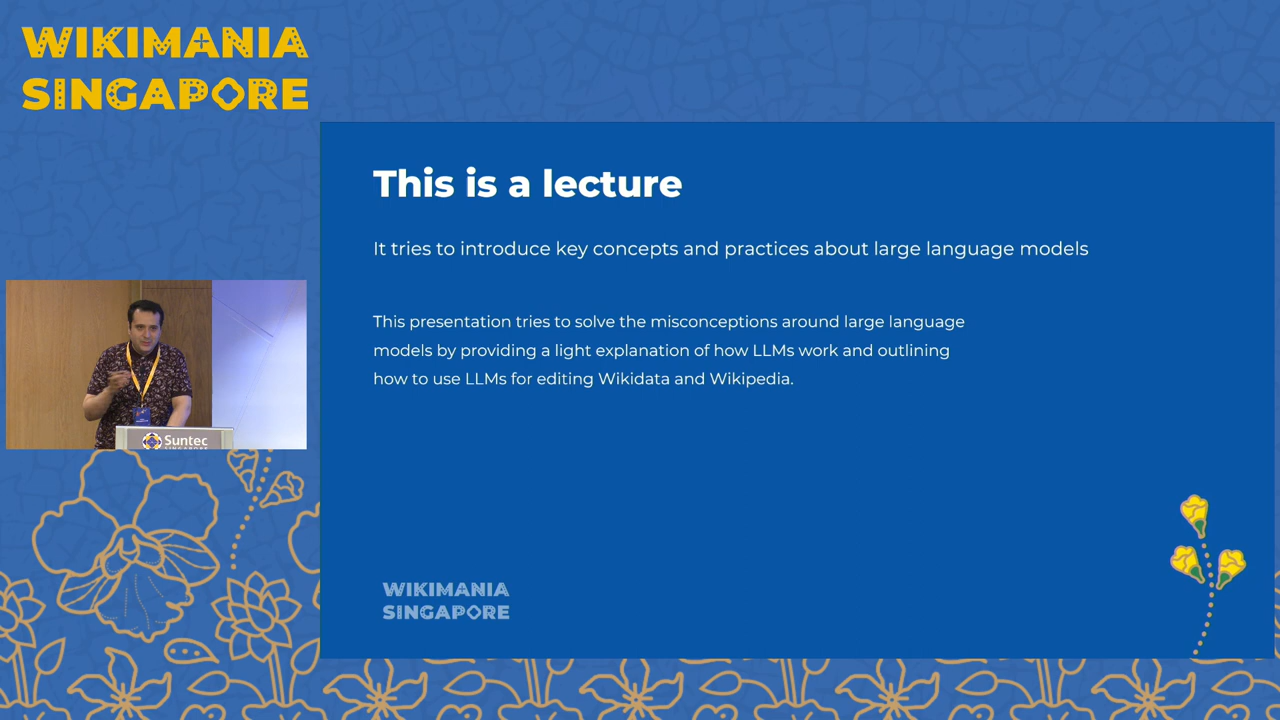 WIKIMANIA
SINGAPORE
This is a lecture
It tries to introduce key concepts and practices about large language models
This presentation tries to solve the misconceptions around large language
models by providing a light explanation of how LLMs work and outlining
how to use LLMs for editing Wikidata and Wikipedia.
Suntec
SINGAPORE
WIKIMANIA
SINGAPORE